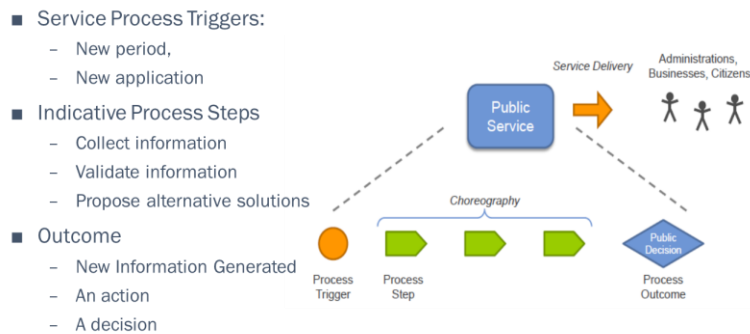 ■ Service Process Triggers:
– New period,
– New application
■ Indicative Process Steps
– Collect information
– Validate information
– Propose alternative solutions
■ Outcome
– New Information Generated
– An action
– A decision
Service Delivery
Administrations,
Businesses, Citizens
Public
Service
Choreography
Public
Decision
Process
Trigger
Process
Step
Process
Outcome